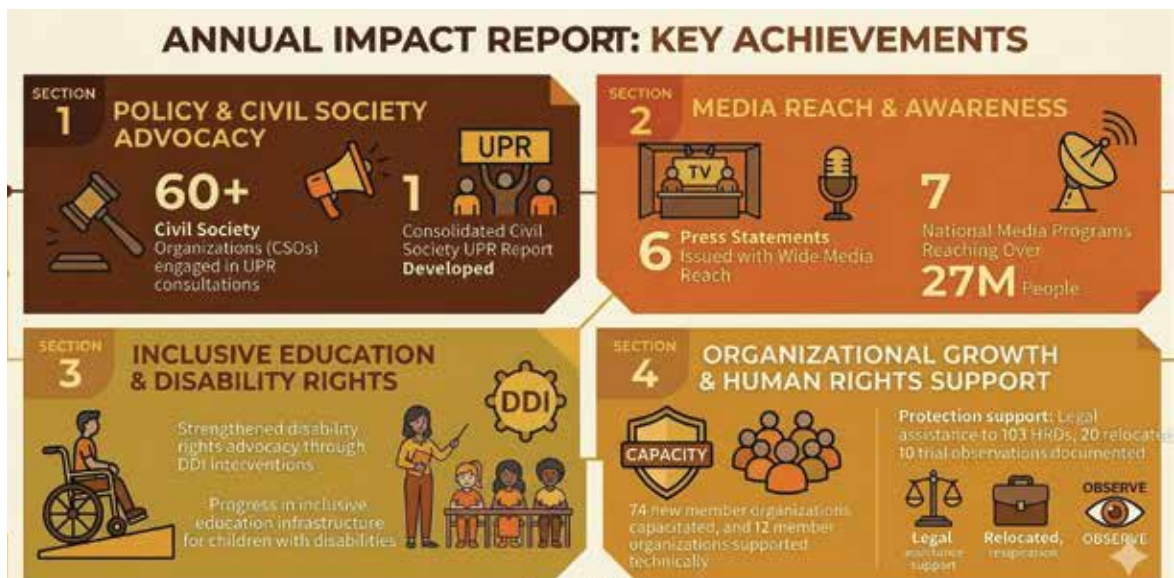 ANNUAL IMPACT REPORT: KEY ACHIEVEMENTS
SECTION
1
POLICY & CIVIL SOCIETY
ADVOCACY
60+
Civil Society
Organizations (CSOs)
engaged in UPR
consultations
UPR
1
Consolidated Civil
Society UPR Report
Developed
SECTION
2
MEDIA REACH & AWARENESS
TV
6
Press Statements
Issued with Wide Media
Reach
7
National Media Programs
Reaching Over
27M People
SECTION
3
INCLUSIVE EDUCATION
& DISABILITY RIGHTS
Strengthened disability
rights advocacy through
DDI interventions
Progress in inclusive
education infrastructure
for children with disabilities
DDI
SECTION
4
ORGANIZATIONAL GROWTH
& HUMAN RIGHTS SUPPORT
CAPACITY
74 new member organizations
capacitated, and 12 member
organizations supported
technically
Protection support: Legal
assistance to 103 HRDs, 20 relocated
10 trial observations documented
Legal
assistance
support
Relocated,
OBSERVE
OBSERVE